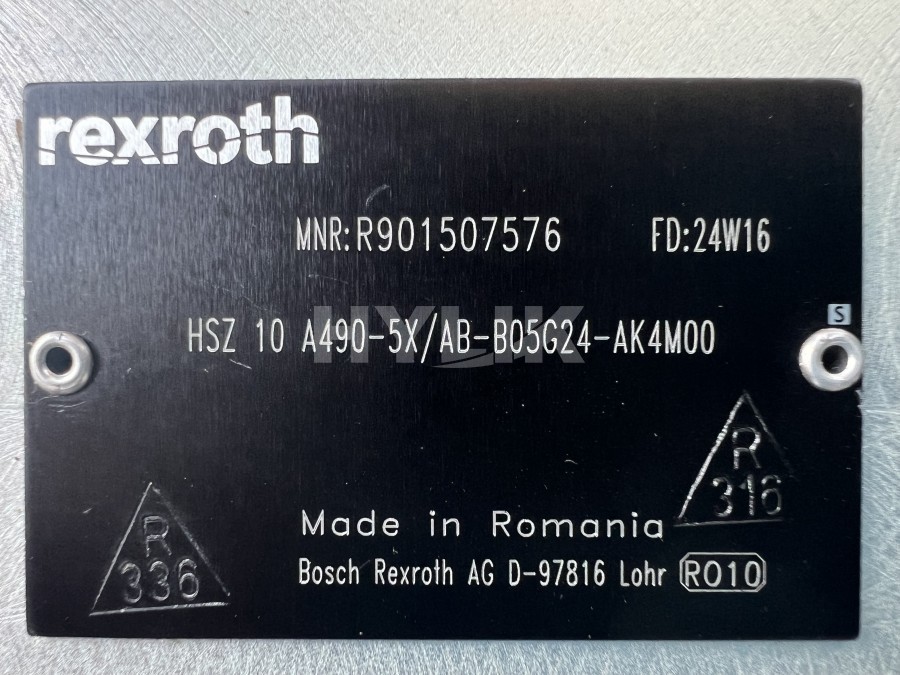 rexroth
MNR:R901507576 FD:24W16
S
HSZ 10 A490-5X/AB-B05G24-AK4M00
HYLIK
R
316
R
336
Made in Romania
Bosch Rexroth AG D-97816 Lohr RO10